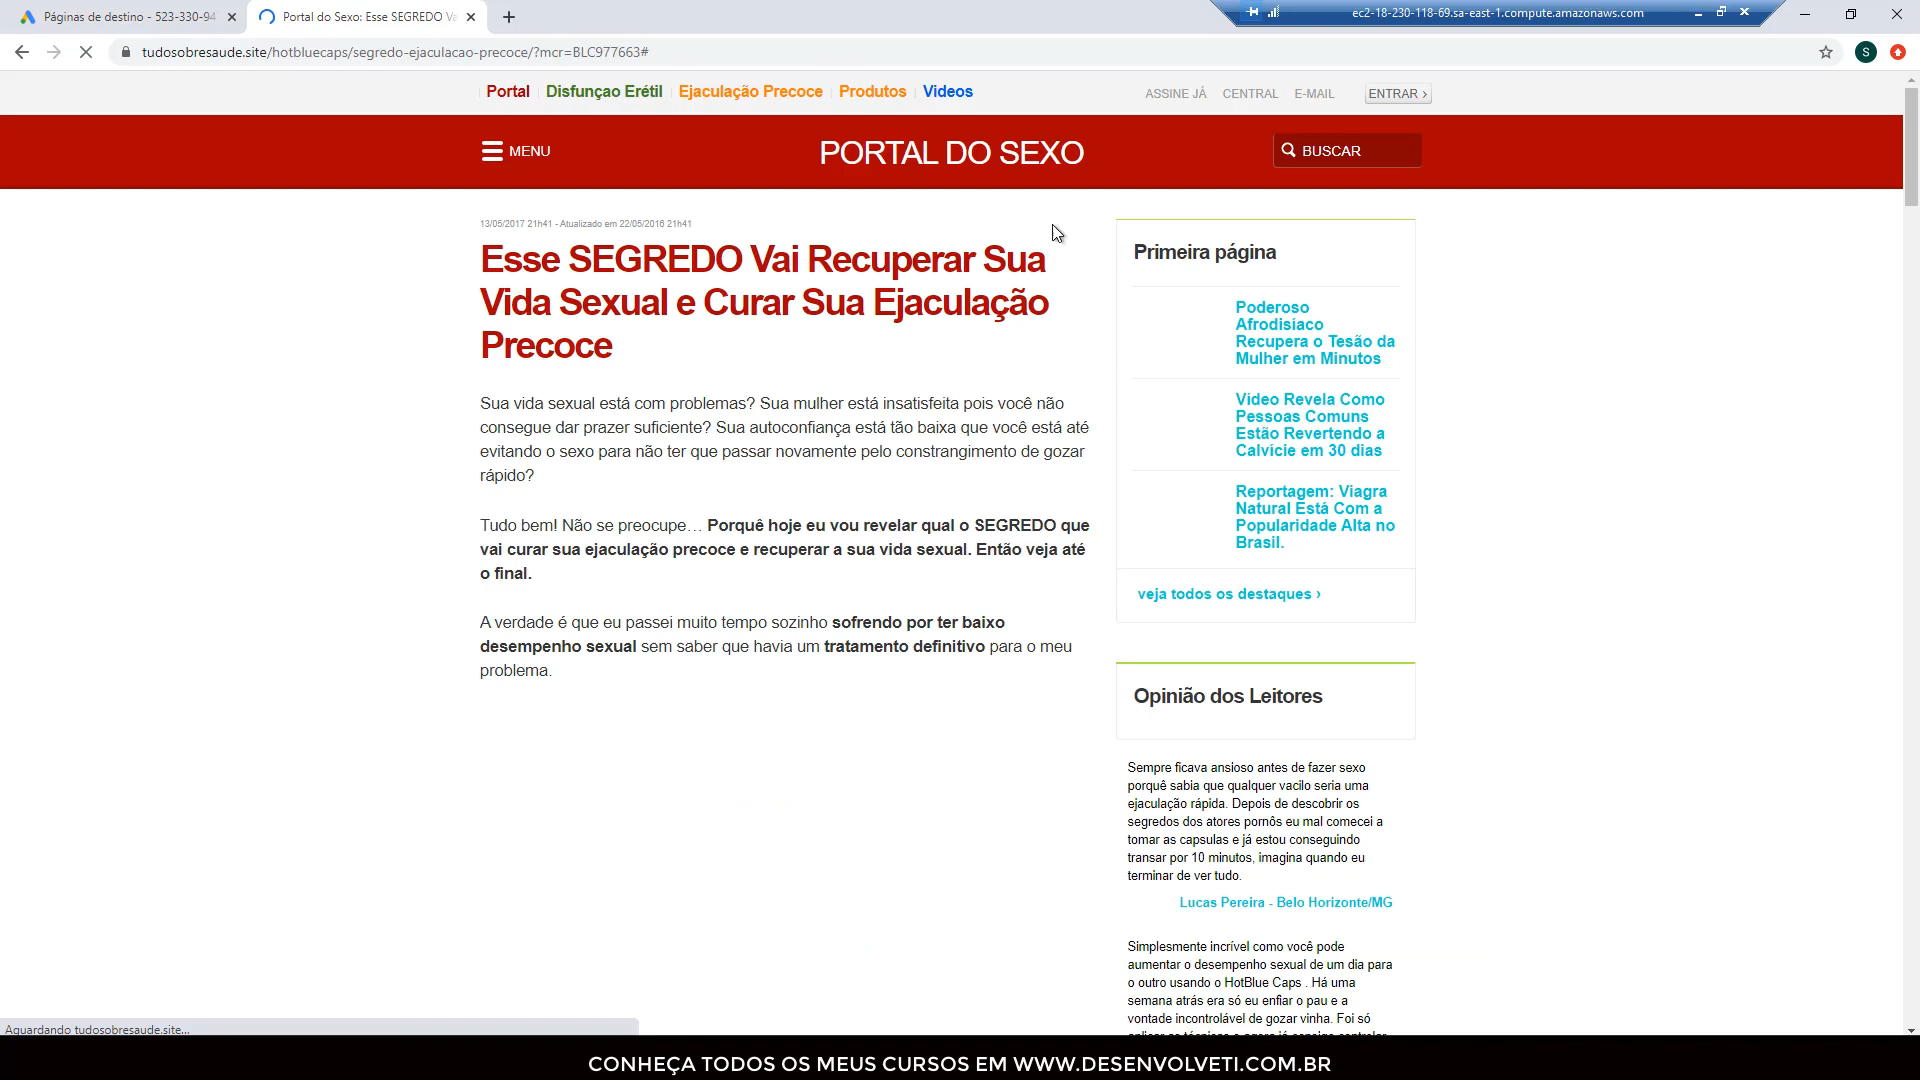 Páginas de destino - 523-330-94
Portal do Sexo: Esse SEGREDO Va
ec2-18-230-118-69.sa-east-1.compute.amazonaws.com
tudosobresaude.site/hotbluecaps/segredo-ejaculacao-precoce/?mcr=BLC977663#
S
Portal
Disfunçao Erétil
Ejaculação Precoce
Produtos
Videos
ASSINE JÁ
CENTRAL
E-MAIL
ENTRAR ›
MENU
PORTAL DO SEXO
BUSCAR
13/05/2017 21h41 - Atualizado em 22/05/2016 21h41
Esse SEGREDO Vai Recuperar Sua
Vida Sexual e Curar Sua Ejaculação
Precoce
Sua vida sexual está com problemas? Sua mulher está insatisfeita pois você não
consegue dar prazer suficiente? Sua autoconfiança está tão baixa que você está até
evitando o sexo para não ter que passar novamente pelo constrangimento de gozar
rápido?
Tudo bem! Não se preocupe… Porquê hoje eu vou revelar qual o SEGREDO que
vai curar sua ejaculação precoce e recuperar a sua vida sexual. Então veja até
o final.
A verdade é que eu passei muito tempo sozinho sofrendo por ter baixo
desempenho sexual sem saber que havia um tratamento definitivo para o meu
problema.
Primeira página
Poderoso
Afrodisiaco
Recupera o Tesão da
Mulher em Minutos
Video Revela Como
Pessoas Comuns
Estão Revertendo a
Calvície em 30 dias
Reportagem: Viagra
Natural Está Com a
Popularidade Alta no
Brasil.
veja todos os destaques ›
Opinião dos Leitores
Sempre ficava ansioso antes de fazer sexo
porquê sabia que qualquer vacilo seria uma
ejaculação rápida. Depois de descobrir os
segredos dos atores pornôs eu mal comecei a
tomar as capsulas e já estou conseguindo
transar por 10 minutos, imagina quando eu
terminar de ver tudo.
Lucas Pereira - Belo Horizonte/MG
Simplesmente incrível como você pode
aumentar o desempenho sexual de um dia para
o outro usando o HotBlue Caps . Há uma
semana atrás era só eu enfiar o pau e a
vontade incontrolável de gozar vinha. Foi só
Aguardando tudosobresaude.site...
CONHEÇA TODOS OS MEUS CURSOS EM WWW.DESENVOLVETI.COM.BR